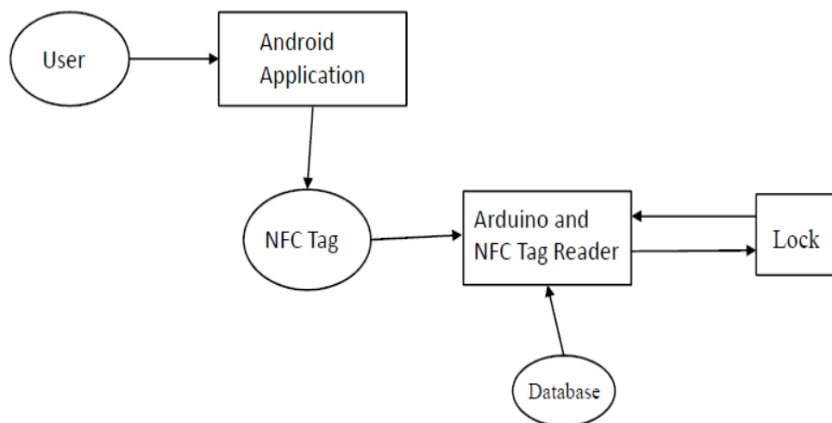 User
Android
Application
NFC Tag
Arduino and
NFC Tag Reader
Lock
Database